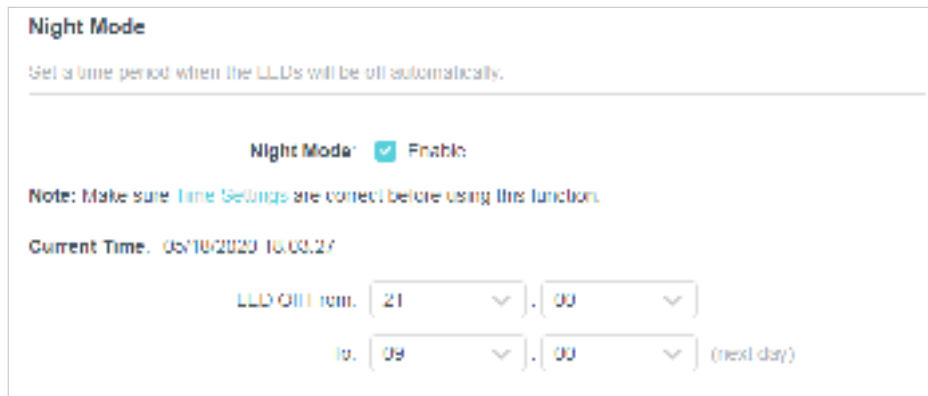 Night Mode
Set a time period when the LEDs will be off automatically.
Night Mode: Enable
Note: Make sure Time Settings are correct before using this function.
Current Time: 05/18/2020 18:03:27
LED Off From: 21 : 00
To: 09 : 00 (next day)